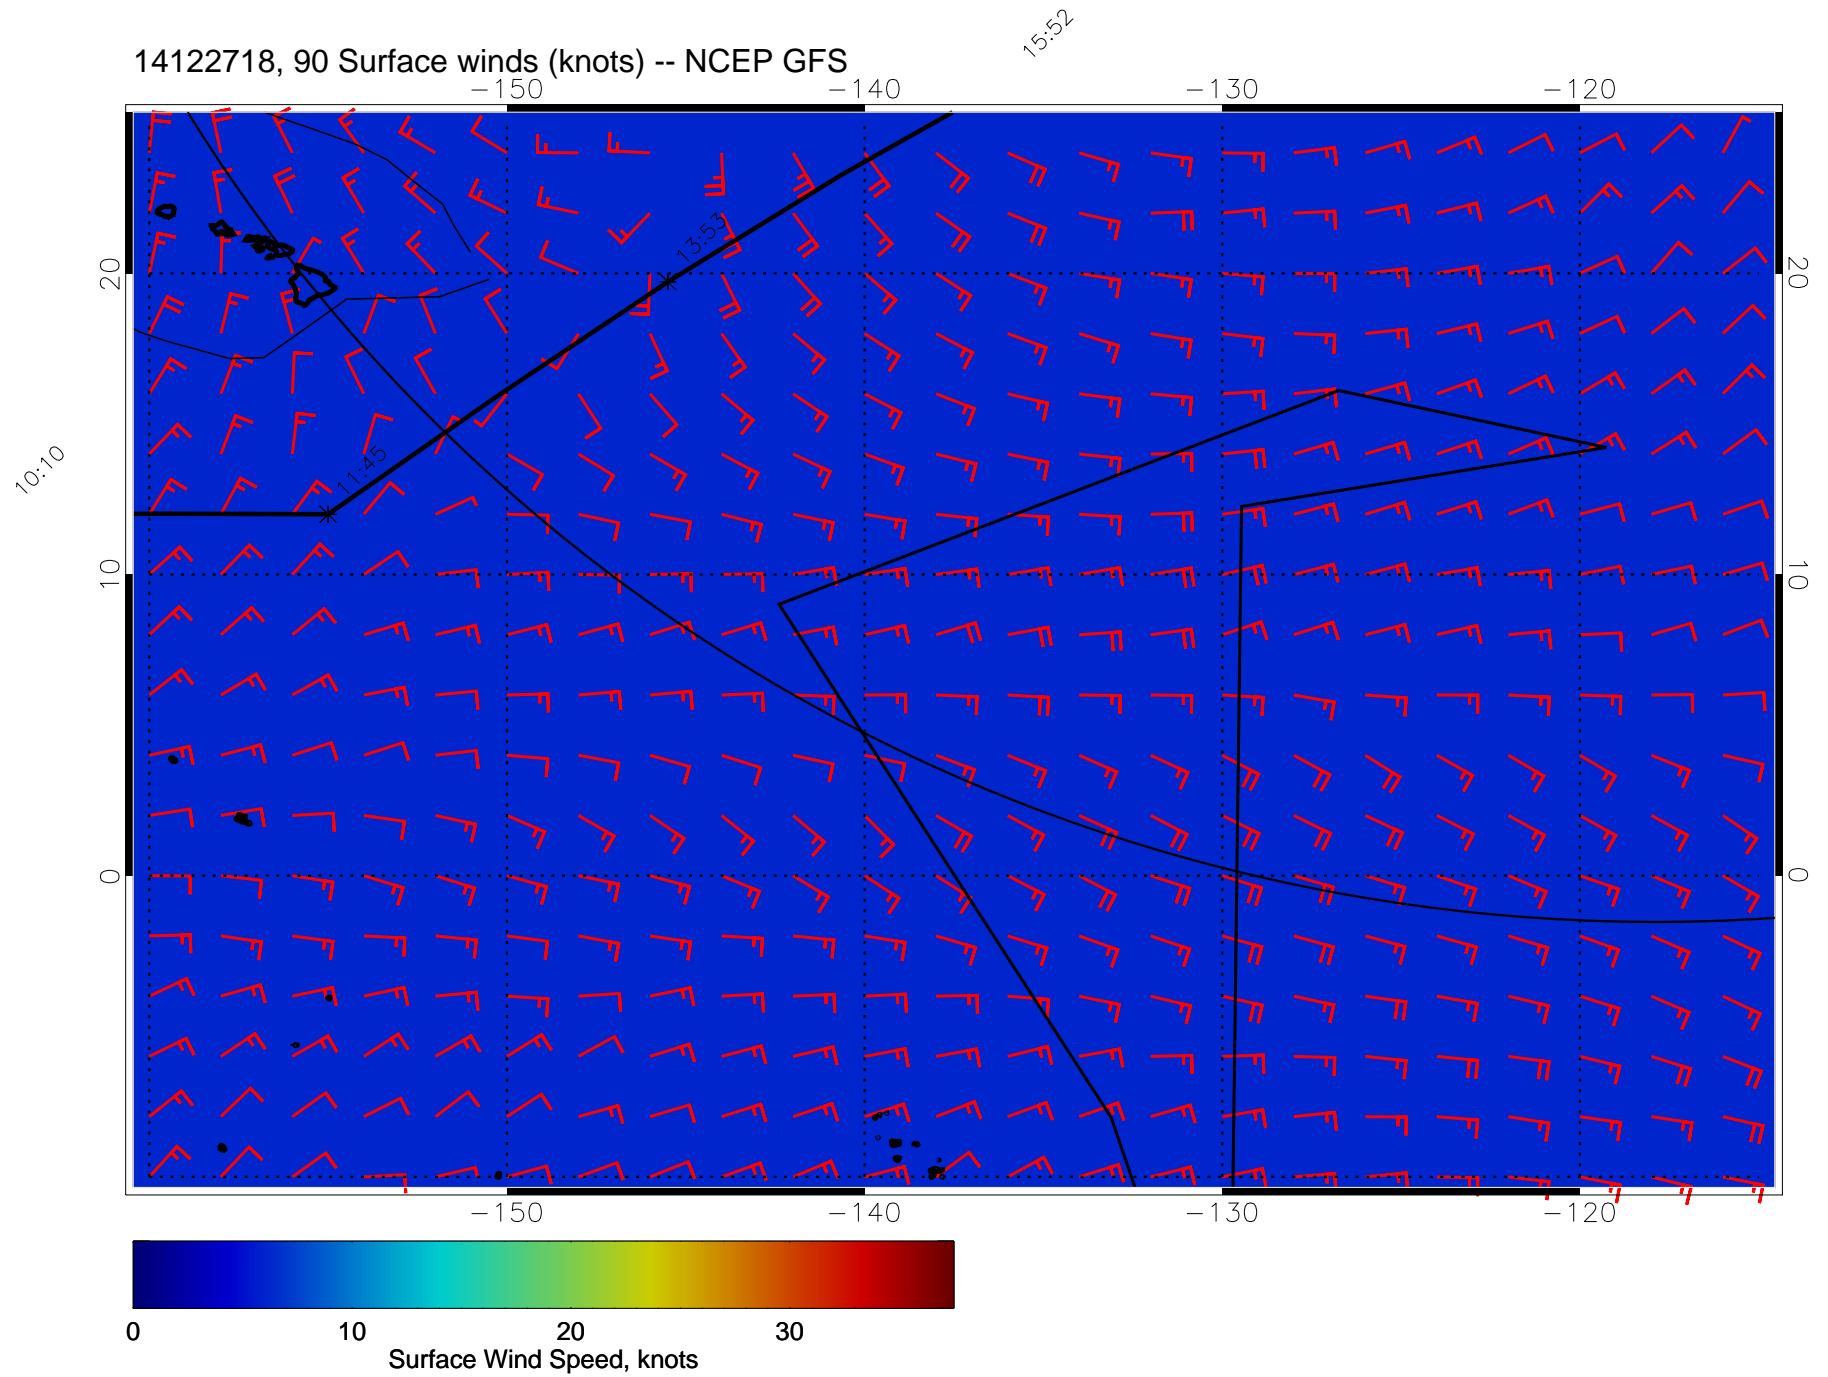 15:52
14122718, 90 Surface winds (knots) -- NCEP GFS
-150 -140 -130 -120
13:53
20 20
11:45
10:10
10 10
0 0
-150 -140 -130 -120
0 10 20 30
Surface Wind Speed, knots